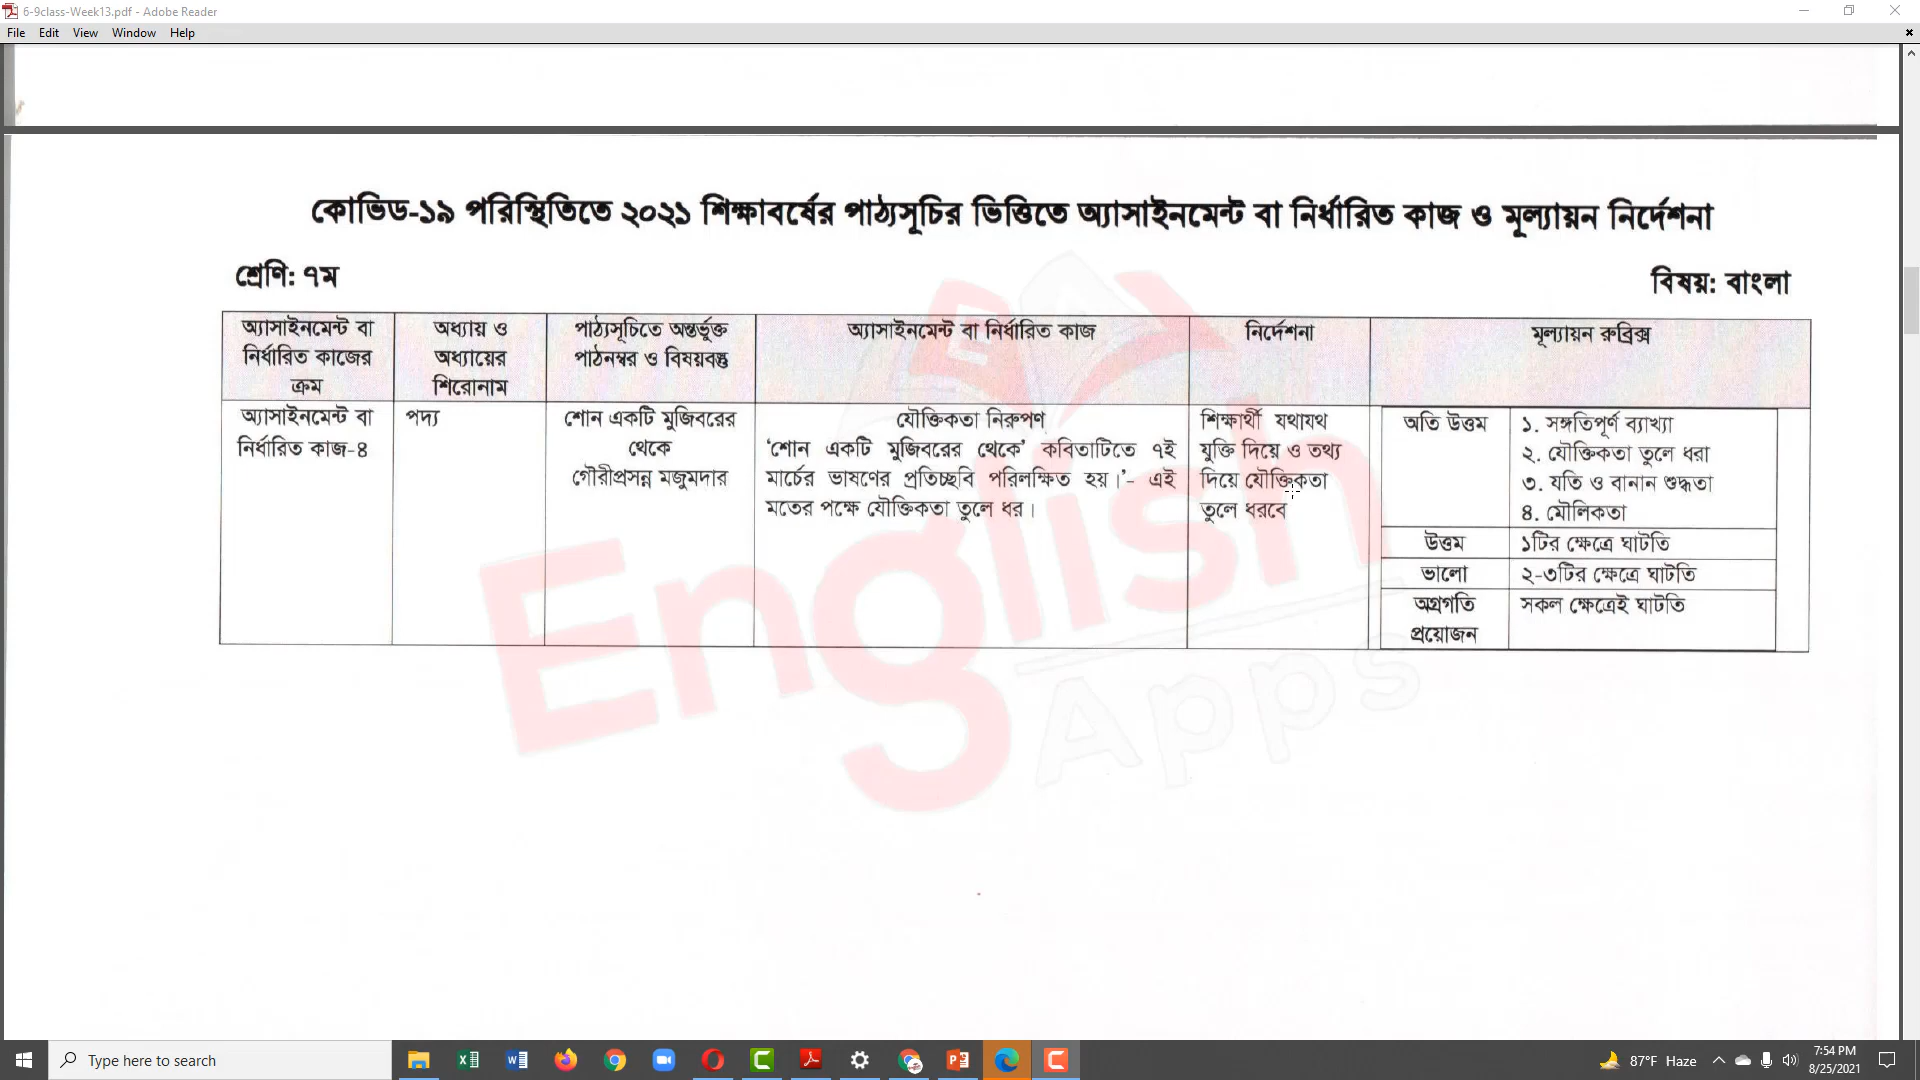 6-9class-Week13.pdf - Adobe Reader
File Edit View Window Help
কোভিড-১৯ পরিস্থিতিতে ২০২১ শিক্ষাবর্ষের পাঠ্যসূচির ভিত্তিতে অ্যাসাইনমেন্ট বা নির্ধারিত কাজ ও মূল্যায়ন নির্দেশনা
শ্রেণি: ৭ম
বিষয়: বাংলা
অ্যাসাইনমেন্ট বা
নির্ধারিত কাজের
ক্রম
অধ্যায় ও
অধ্যায়ের
শিরোনাম
পাঠ্যসূচিতে অন্তর্ভুক্ত
পাঠনম্বর ও বিষয়বস্তু
অ্যাসাইনমেন্ট বা নির্ধারিত কাজ
নির্দেশনা
মূল্যায়ন রুব্রিক্স
অ্যাসাইনমেন্ট বা
নির্ধারিত কাজ-৪
পদ্য
শোন একটি মুজিবরের
থেকে
গৌরীপ্রসন্ন মজুমদার
যৌক্তিকতা নিরুপণ
‘শোন একটি মুজিবরের থেকে’ কবিতাটিতে ৭ই
মার্চের ভাষণের প্রতিচ্ছবি পরিলক্ষিত হয়।’- এই
মতের পক্ষে যৌক্তিকতা তুলে ধর।
শিক্ষার্থী যথাযথ
যুক্তি দিয়ে ও তথ্য
দিয়ে যৌক্তিকতা
তুলে ধরবে
অতি উত্তম
১. সঙ্গতিপূর্ণ ব্যাখ্যা
২. যৌক্তিকতা তুলে ধরা
৩. যতি ও বানান শুদ্ধতা
৪. মৌলিকতা
উত্তম
১টির ক্ষেত্রে ঘাটতি
ভালো
২-৩টির ক্ষেত্রে ঘাটতি
অগ্রগতি
প্রয়োজন
সকল ক্ষেত্রেই ঘাটতি
English
Apps
Type here to search
87°F Haze
7:54 PM
8/25/2021